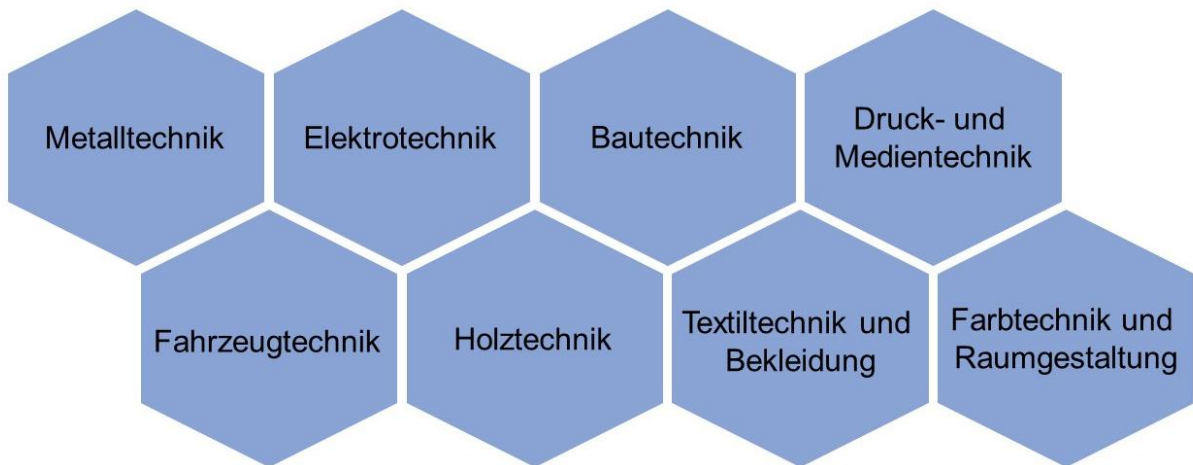 Metalltechnik
Elektrotechnik
Bautechnik
Druck- und
Medientechnik
Fahrzeugtechnik
Holztechnik
Textiltechnik und
Bekleidung
Farbtechnik und
Raumgestaltung